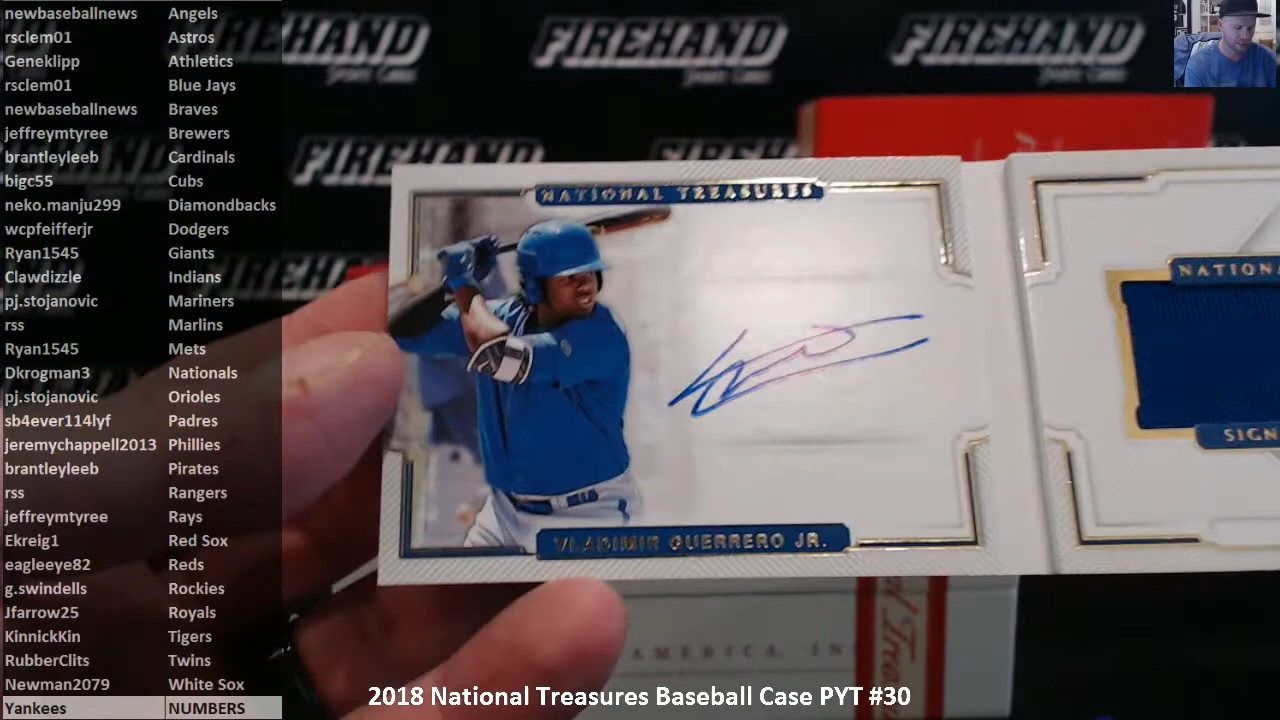 newbaseballnews Angels
rsclem01 Astros
Geneklipp Athletics
rsclem01 Blue Jays
newbaseballnews Braves
jeffreymtyree Brewers
brantleyleeb Cardinals
bigc55 Cubs
neko.manju299 Diamondbacks
wcpfeifferjr Dodgers
Ryan1545 Giants
Clawdizzle Indians
pj.stojanovic Mariners
rss Marlins
Ryan1545 Mets
Dkrogman3 Nationals
pj.stojanovic Orioles
sb4ever114lyf Padres
jeremychappell2013 Phillies
brantleyleeb Pirates
rss Rangers
jeffreymtyree Rays
Ekreig1 Red Sox
eagleeye82 Reds
g.swindells Rockies
Jfarrow25 Royals
KinnickKin Tigers
RubberClits Twins
Newman2079 White Sox
Yankees NUMBERS
FIREHAND FIREHAND FIREHAND
FIREHAND FIREHAND
NATIONAL TREASURES
VLADIMIR GUERRERO JR.
NATIONA
SIGN
AMERICA, IN
2018 National Treasures Baseball Case PYT #30